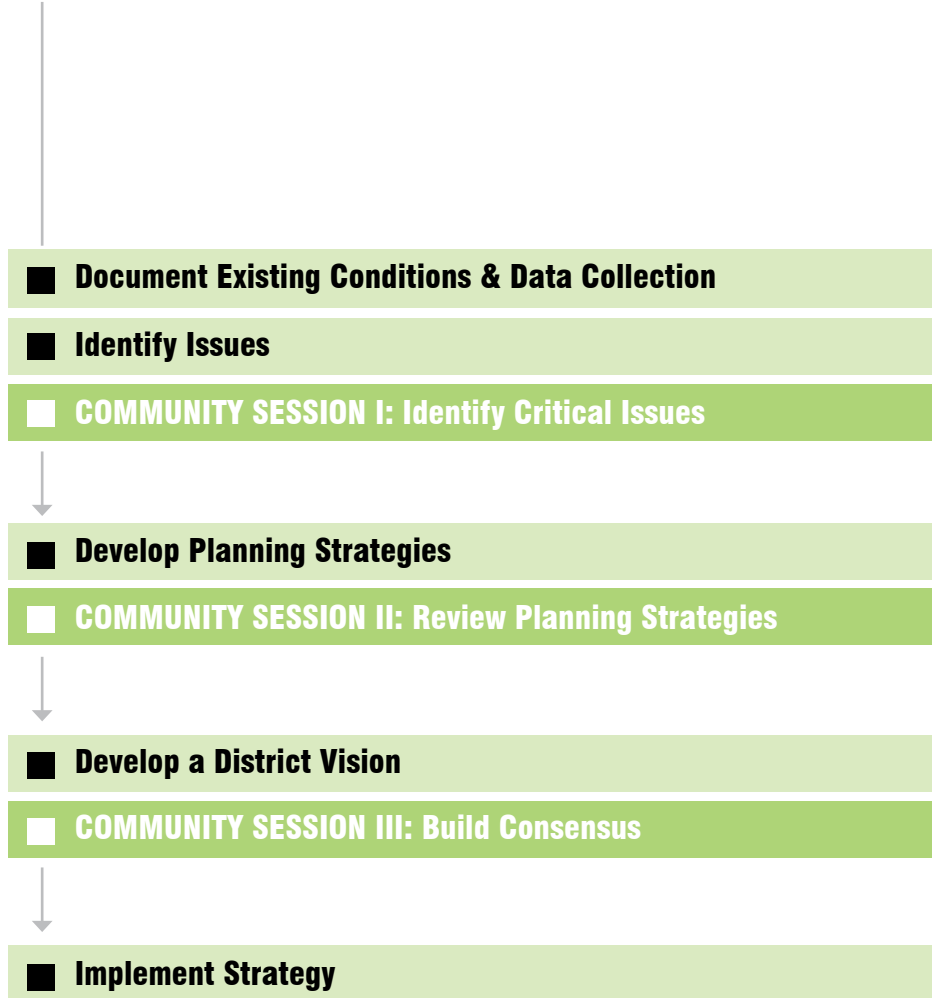 Document Existing Conditions & Data Collection
Identify Issues
COMMUNITY SESSION I: Identify Critical Issues
Develop Planning Strategies
COMMUNITY SESSION II: Review Planning Strategies
Develop a District Vision
COMMUNITY SESSION III: Build Consensus
Implement Strategy